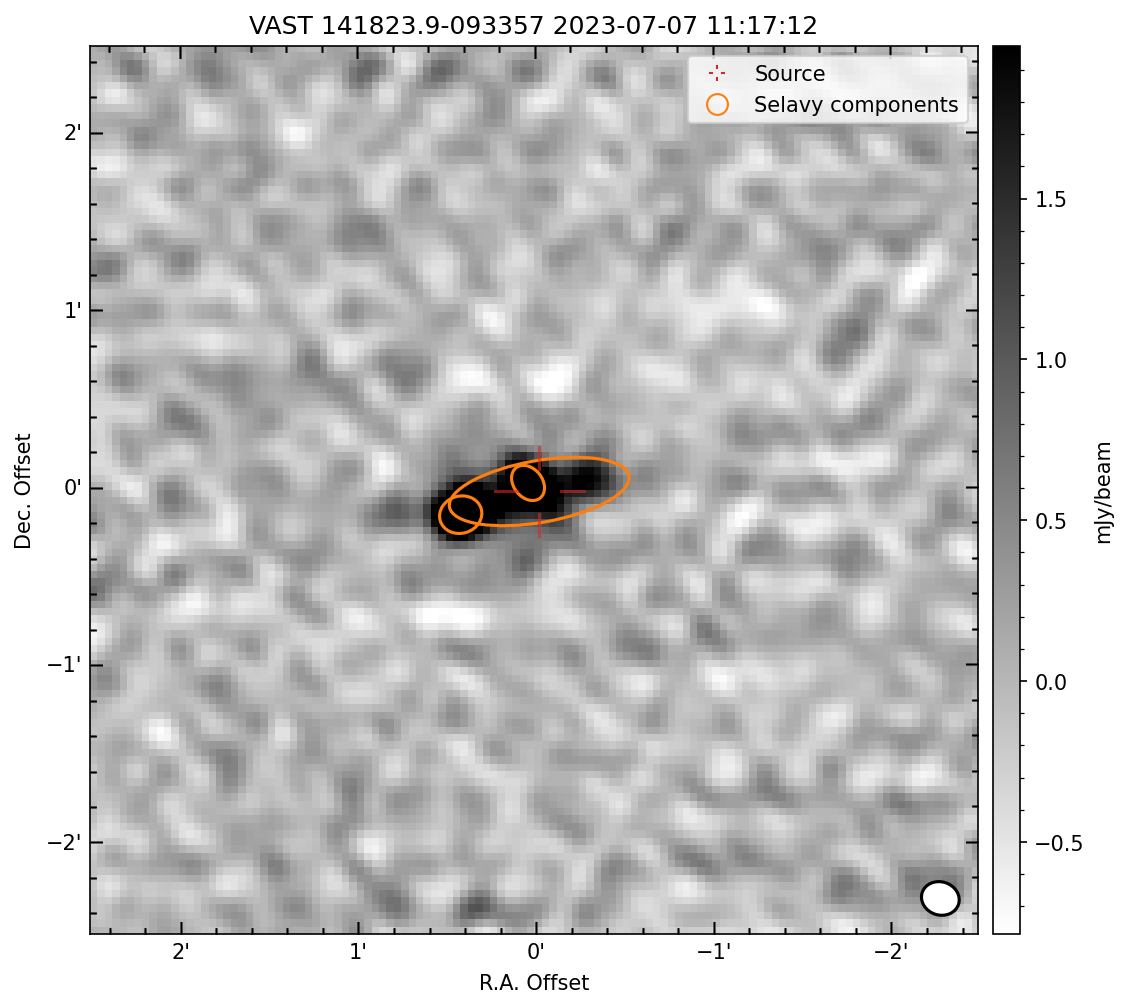 VAST 141823.9-093357 2023-07-07 11:17:12
Source
Selavy components
2'
1'
0'
−1'
−2'
Dec. Offset
2'
1'
0'
−1'
−2'
R.A. Offset
1.5
1.0
0.5
0.0
−0.5
mJy/beam